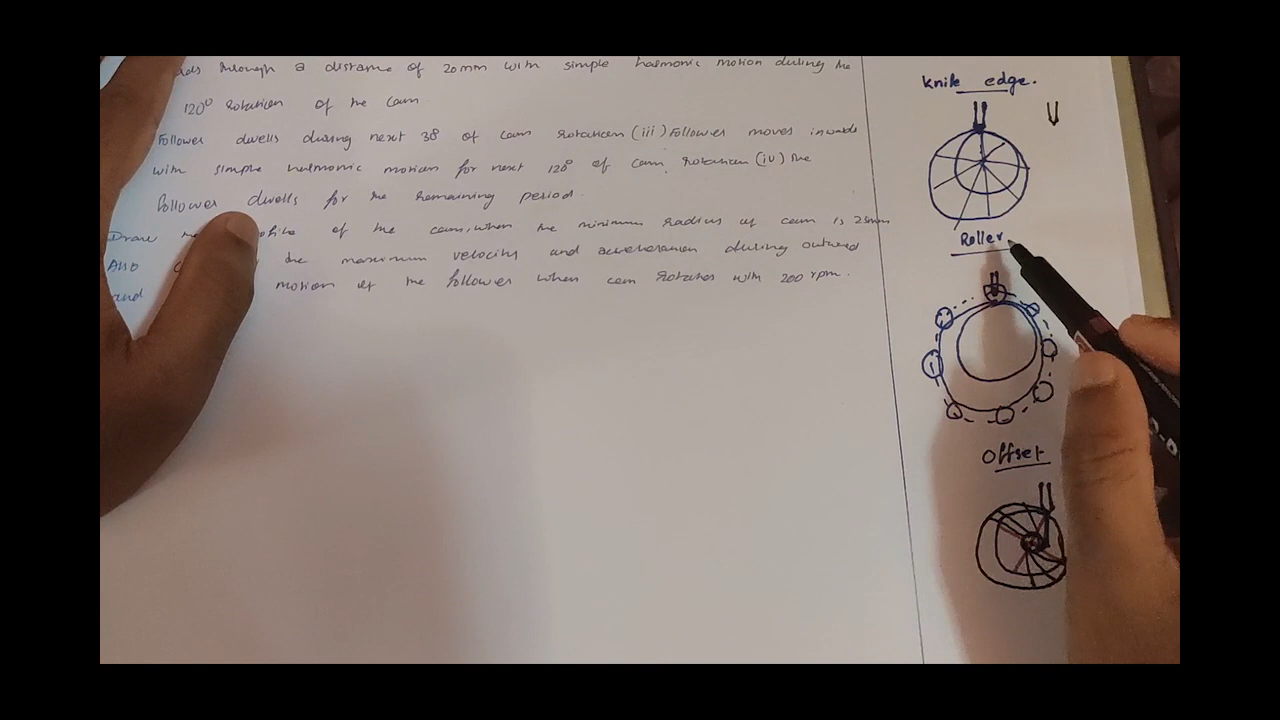 through a distance of 20mm with simple harmonic motion during the
120° Rotation of the cam
Follower dwells during next 30° of cam rotation (iii) Follower moves inwards
with simple harmonic motion for next 120° of cam rotation (iv) the
Follower dwells for the remaining period.
Draw of the cam, when the minimum radius of cam is 25mm
Also the maximum velocity and acceleration during outward
and motion of the follower when cam rotates with 200 rpm.
knife edge.
Roller
Offset